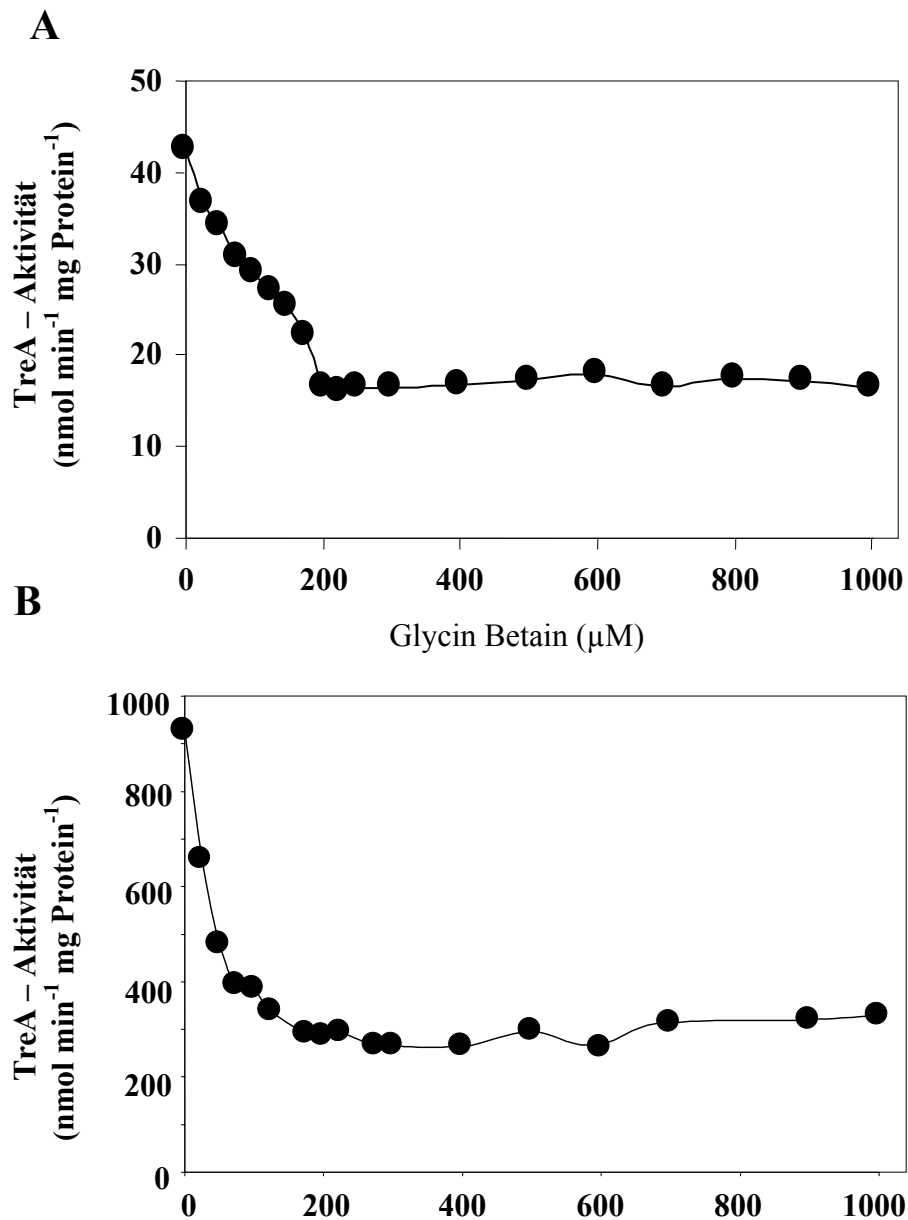 A
TreA – Aktivität
(nmol min-1 mg Protein-1)
50
40
30
20
10
0
0 200 400 600 800 1000
Glycin Betain (µM)
B
TreA – Aktivität
(nmol min-1 mg Protein-1)
1000
800
600
400
200
0
0 200 400 600 800 1000